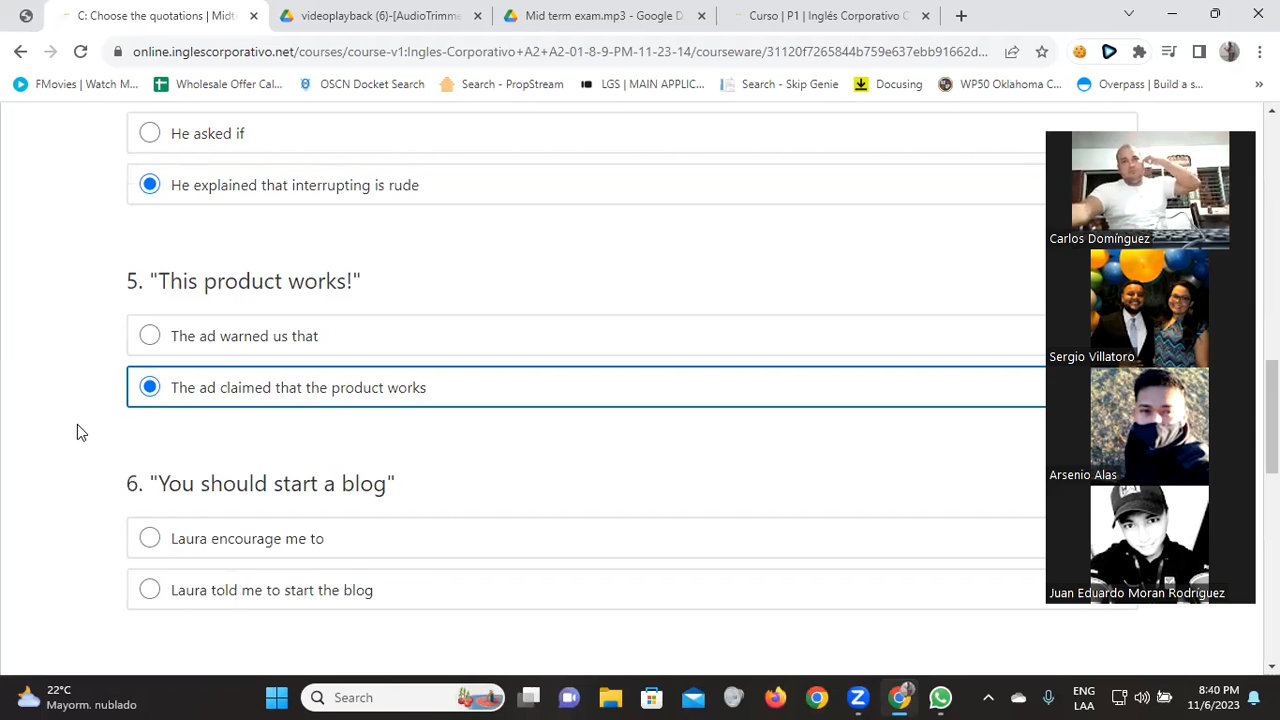 C: Choose the quotations | Midt
videoplayback (6)-[AudioTrimme
Mid term exam.mp3 - Google D
Curso | P1 | Inglés Corporativo C
online.inglescorporativo.net/courses/course-v1:Ingles-Corporativo+A2+A2-01-8-9-PM-11-23-14/courseware/31120f7265844b759e637ebb91662d...
FMovies | Watch M...
Wholesale Offer Cal...
OSCN Docket Search
Search - PropStream
LGS | MAIN APPLIC...
Search - Skip Genie
Docusing
WP50 Oklahoma C...
Overpass | Build a s...
He asked if
He explained that interrupting is rude
5. "This product works!"
The ad warned us that
The ad claimed that the product works
6. "You should start a blog"
Laura encourage me to
Laura told me to start the blog
Carlos Domínguez
Sergio Villatoro
Arsenio Alas
Juan Eduardo Moran Rodríguez
22°C
Mayorm. nublado
Search
ENG
LAA
8:40 PM
11/6/2023